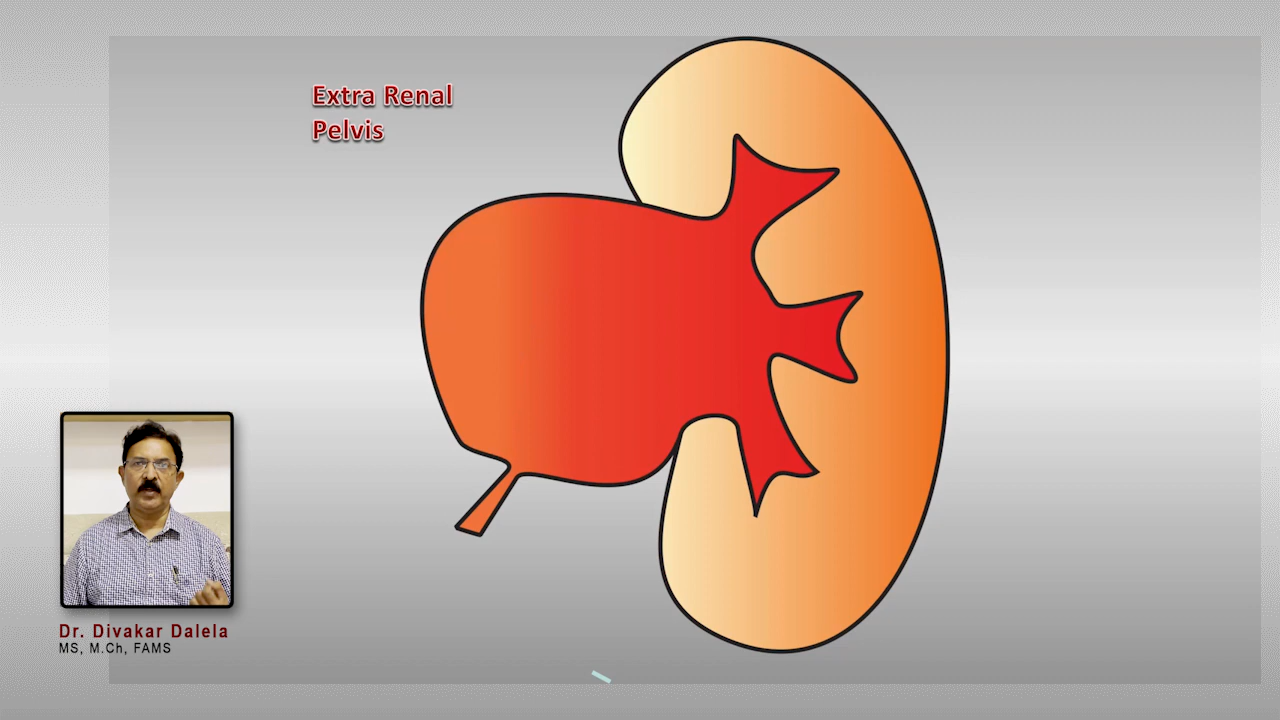 Extra Renal
Pelvis
Dr. Divakar Dalela
MS, M.Ch, FAMS